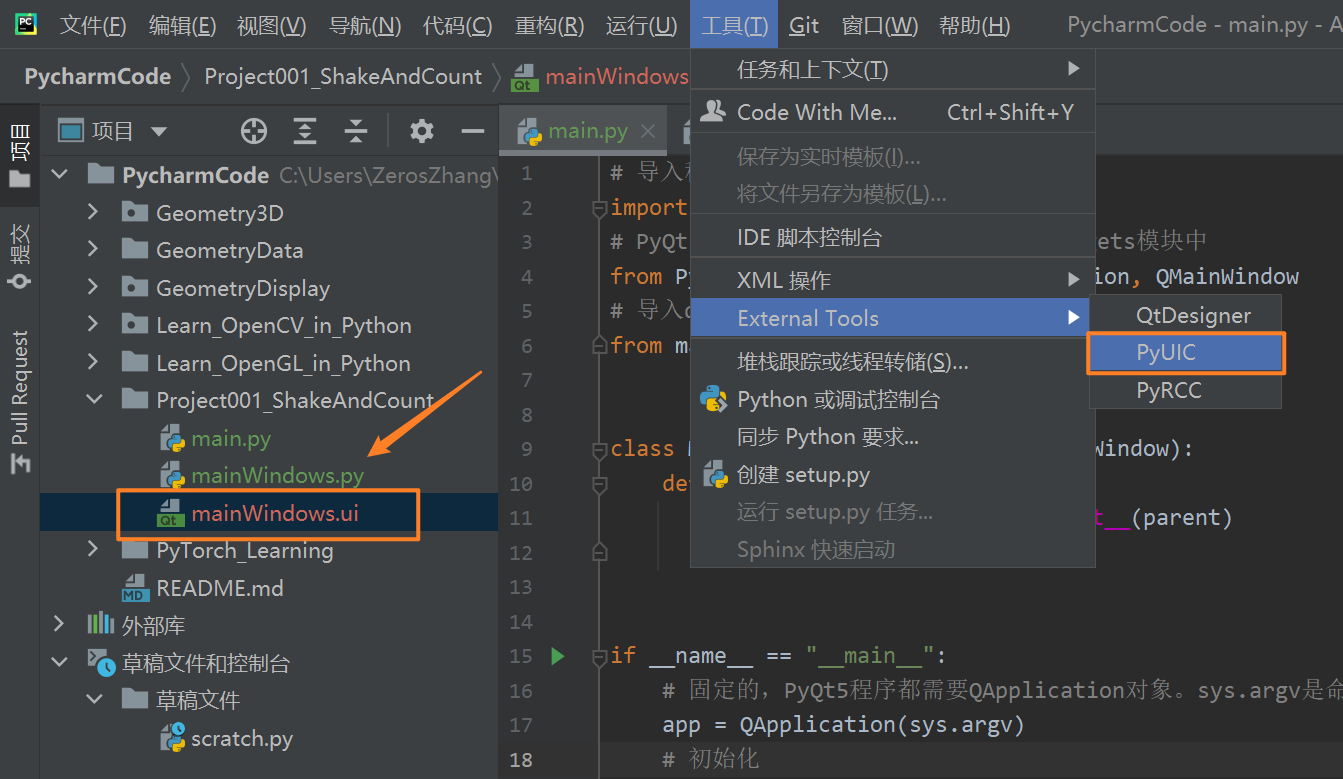 PC 文件(F) 编辑(E) 视图(V) 导航(N) 代码(C) 重构(R) 运行(U) 工具(T) Git 窗口(W) 帮助(H) PycharmCode - main.py - A
PycharmCode Project001_ShakeAndCount Qt mainWindows
项目
提交
Pull Request
项目
PycharmCode C:\Users\ZerosZhang\
Geometry3D
GeometryData
GeometryDisplay
Learn_OpenCV_in_Python
Learn_OpenGL_in_Python
Project001_ShakeAndCount
main.py
mainWindows.py
Qt mainWindows.ui
PyTorch_Learning
MD README.md
外部库
草稿文件和控制台
草稿文件
scratch.py
main.py
1 # 导入
2 import
3 # PyQt ets模块中
4 from Py ion, QMainWindow
5 # 导入
6 from m
7
8
9 class Window):
10 de
11 t__(parent)
12
13
14
15 if __name__ == "__main__":
16 # 固定的，PyQt5程序都需要QApplication对象。sys.argv是命
17 app = QApplication(sys.argv)
18 # 初始化
任务和上下文(T)
Code With Me... Ctrl+Shift+Y
保存为实时模板(I)...
将文件另存为模板(L)...
IDE 脚本控制台
XML 操作
External Tools
堆栈跟踪或线程转储(S)...
Python 或调试控制台
同步 Python 要求...
创建 setup.py
运行 setup.py 任务...
Sphinx 快速启动
QtDesigner
PyUIC
PyRCC